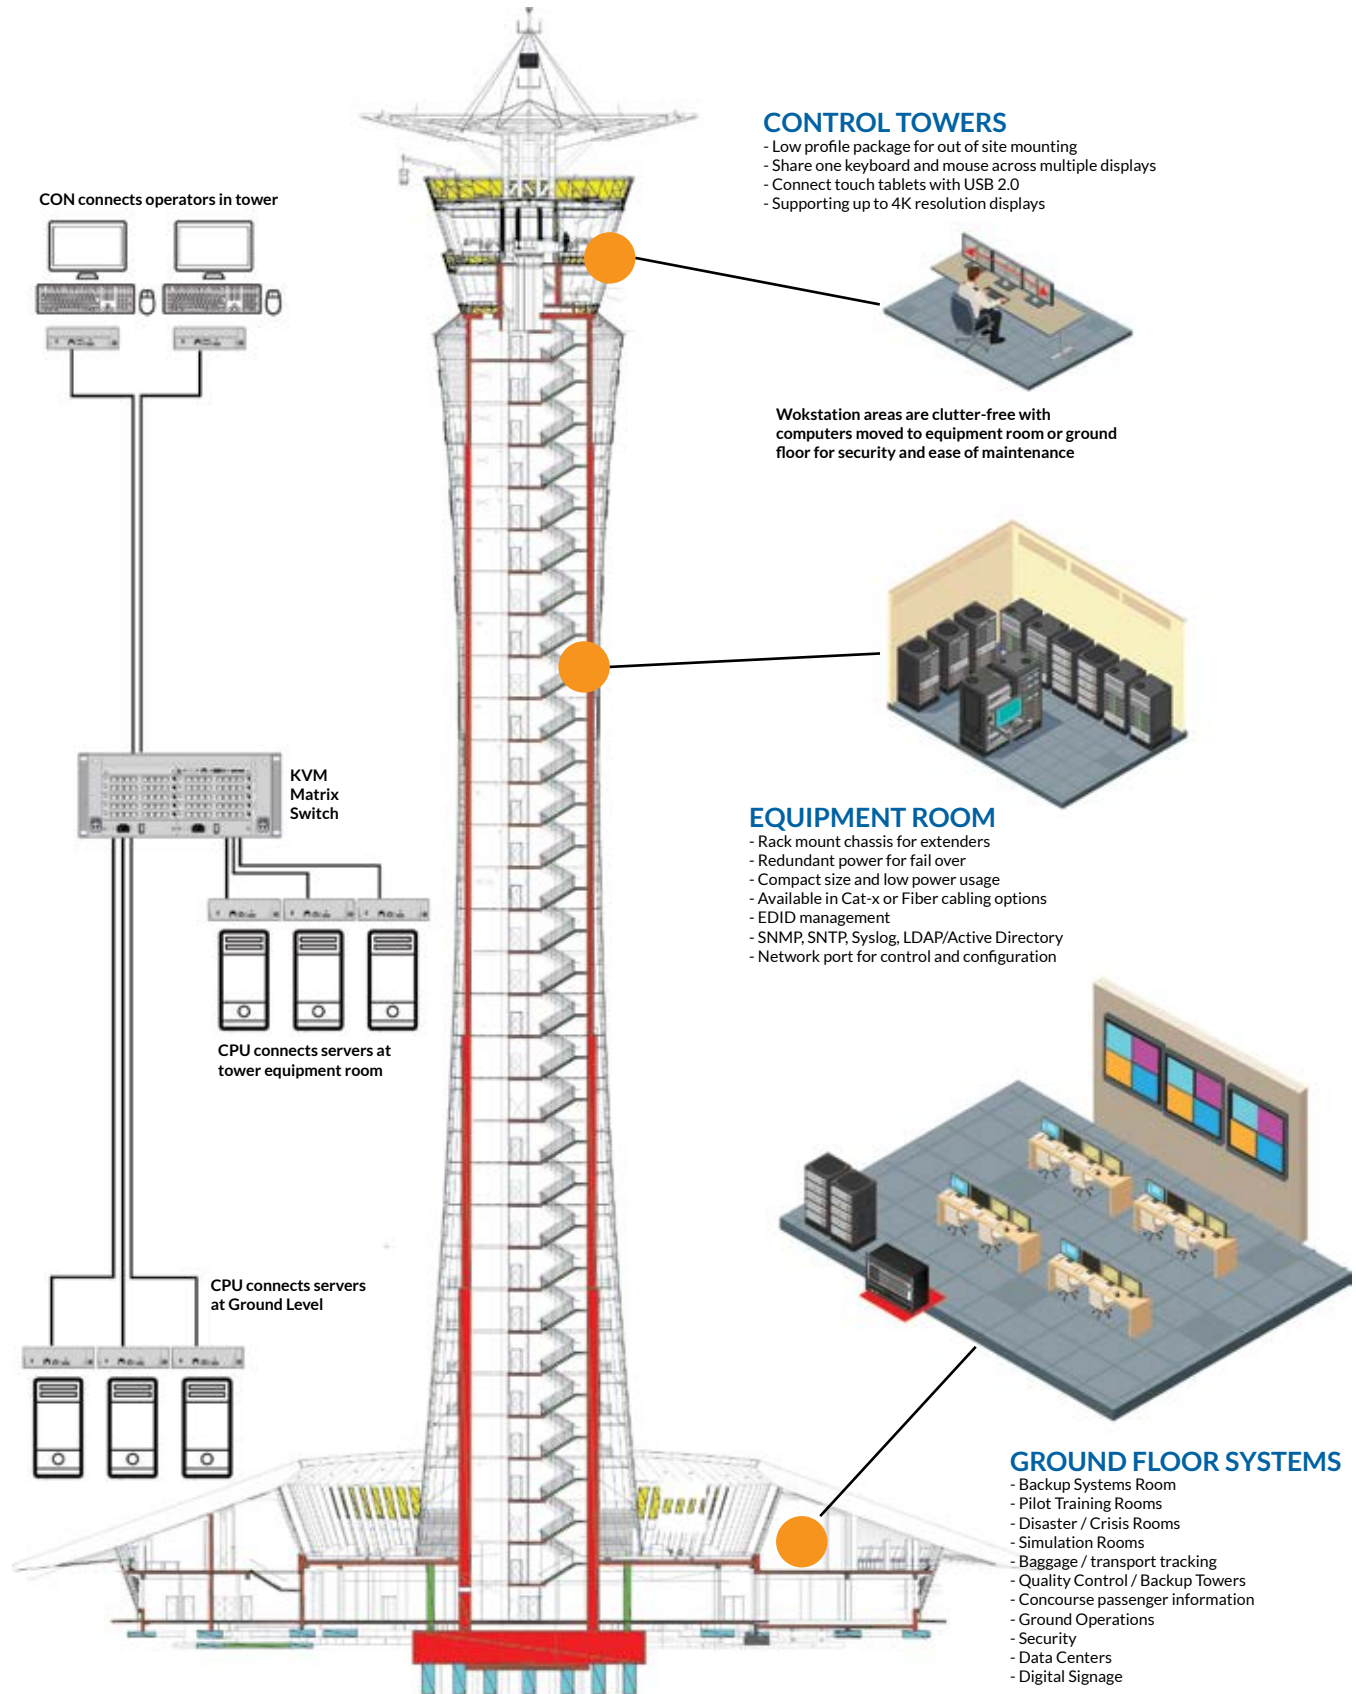 CONTROL TOWERS
- Low profile package for out of site mounting
- Share one keyboard and mouse across multiple displays
- Connect touch tablets with USB 2.0
- Supporting up to 4K resolution displays
CON connects operators in tower
Wokstation areas are clutter-free with
computers moved to equipment room or ground
floor for security and ease of maintenance
KVM
Matrix
Switch
EQUIPMENT ROOM
- Rack mount chassis for extenders
- Redundant power for fail over
- Compact size and low power usage
- Available in Cat-x or Fiber cabling options
- EDID management
- SNMP, SNTP, Syslog, LDAP/Active Directory
- Network port for control and configuration
CPU connects servers at
tower equipment room
CPU connects servers
at Ground Level
GROUND FLOOR SYSTEMS
- Backup Systems Room
- Pilot Training Rooms
- Disaster / Crisis Rooms
- Simulation Rooms
- Baggage / transport tracking
- Quality Control / Backup Towers
- Concourse passenger information
- Ground Operations
- Security
- Data Centers
- Digital Signage